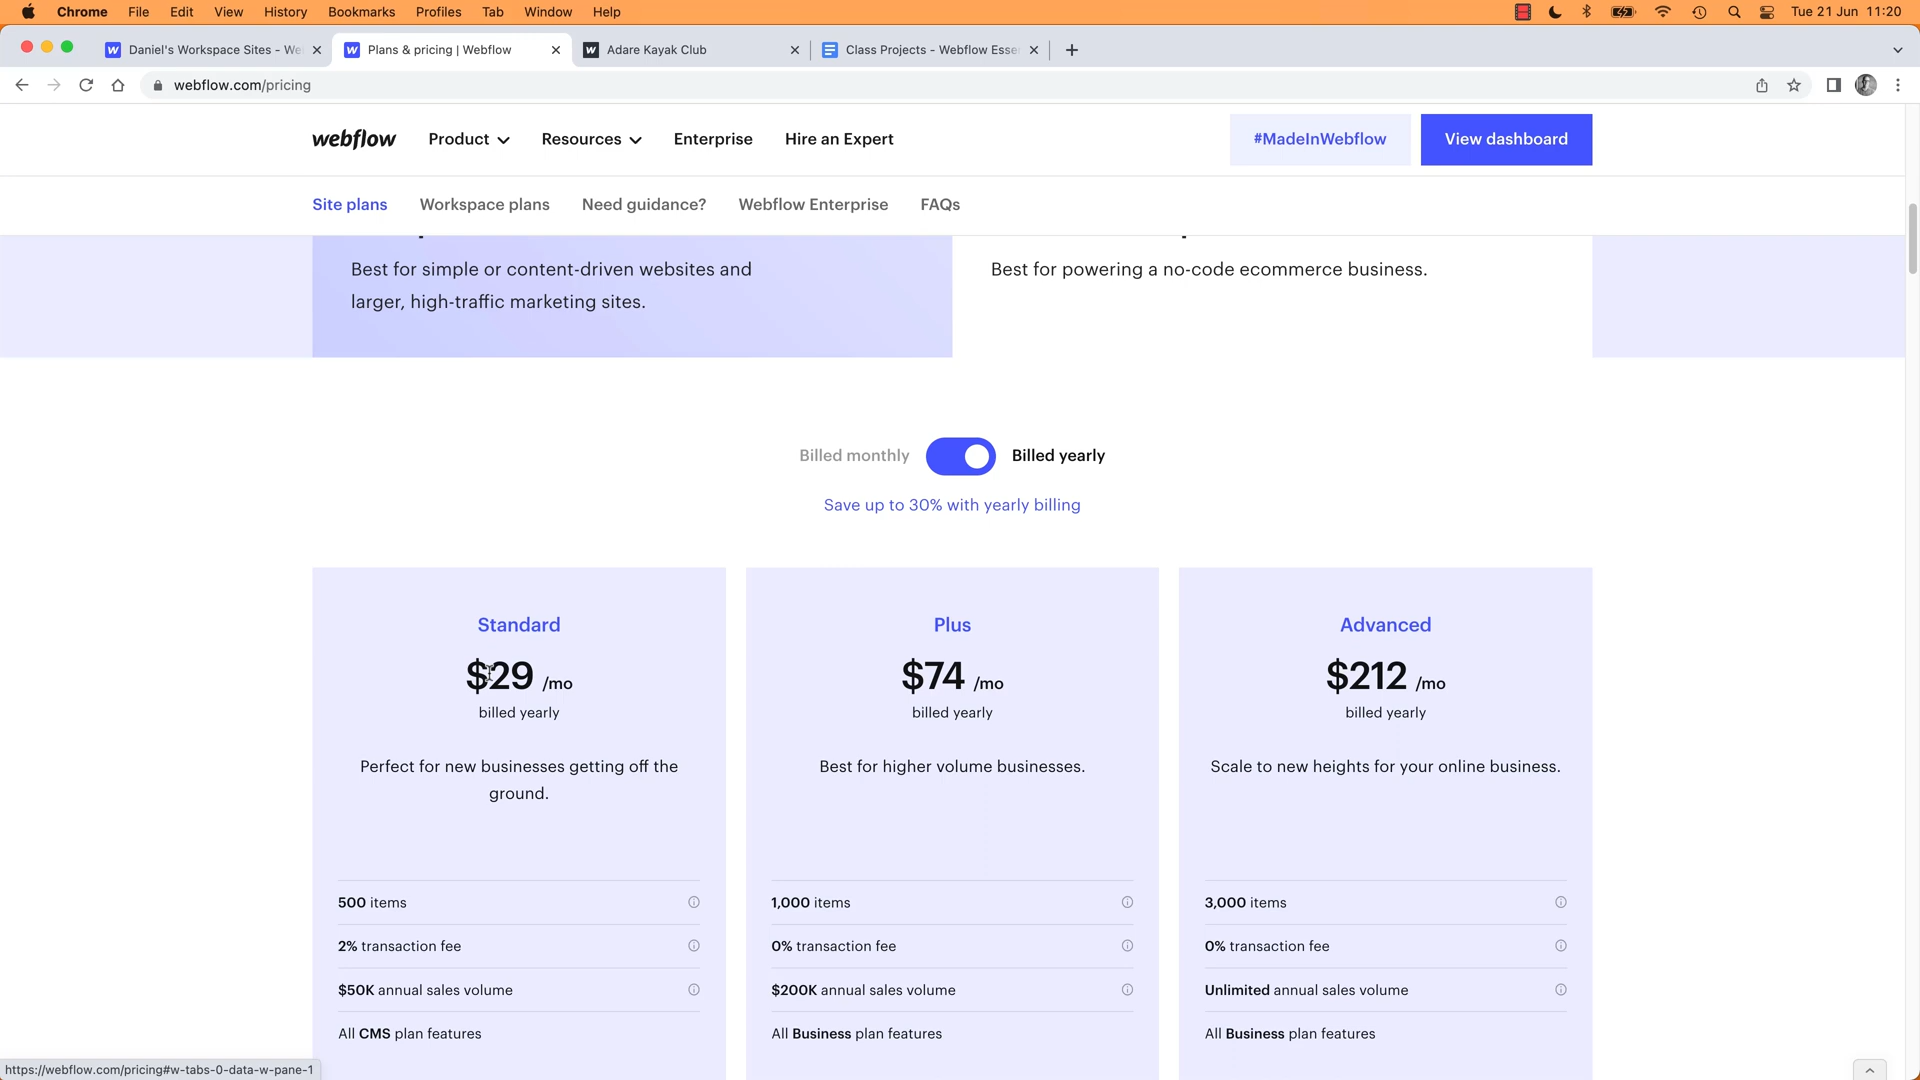 Chrome File Edit View History Bookmarks Profiles Tab Window Help Tue 21 Jun 11:20
Daniel's Workspace Sites - We
Plans & pricing | Webflow
Adare Kayak Club
Class Projects - Webflow Esse
webflow.com/pricing
webflow Product Resources Enterprise Hire an Expert #MadeInWebflow View dashboard
Site plans Workspace plans Need guidance? Webflow Enterprise FAQs
Best for simple or content-driven websites and
larger, high-traffic marketing sites.
Best for powering a no-code ecommerce business.
Billed monthly Billed yearly
Save up to 30% with yearly billing
Standard
$29 /mo
billed yearly
Perfect for new businesses getting off the
ground.
500 items
2% transaction fee
$50K annual sales volume
All CMS plan features
Plus
$74 /mo
billed yearly
Best for higher volume businesses.
1,000 items
0% transaction fee
$200K annual sales volume
All Business plan features
Advanced
$212 /mo
billed yearly
Scale to new heights for your online business.
3,000 items
0% transaction fee
Unlimited annual sales volume
All Business plan features
https://webflow.com/pricing#w-tabs-0-data-w-pane-1